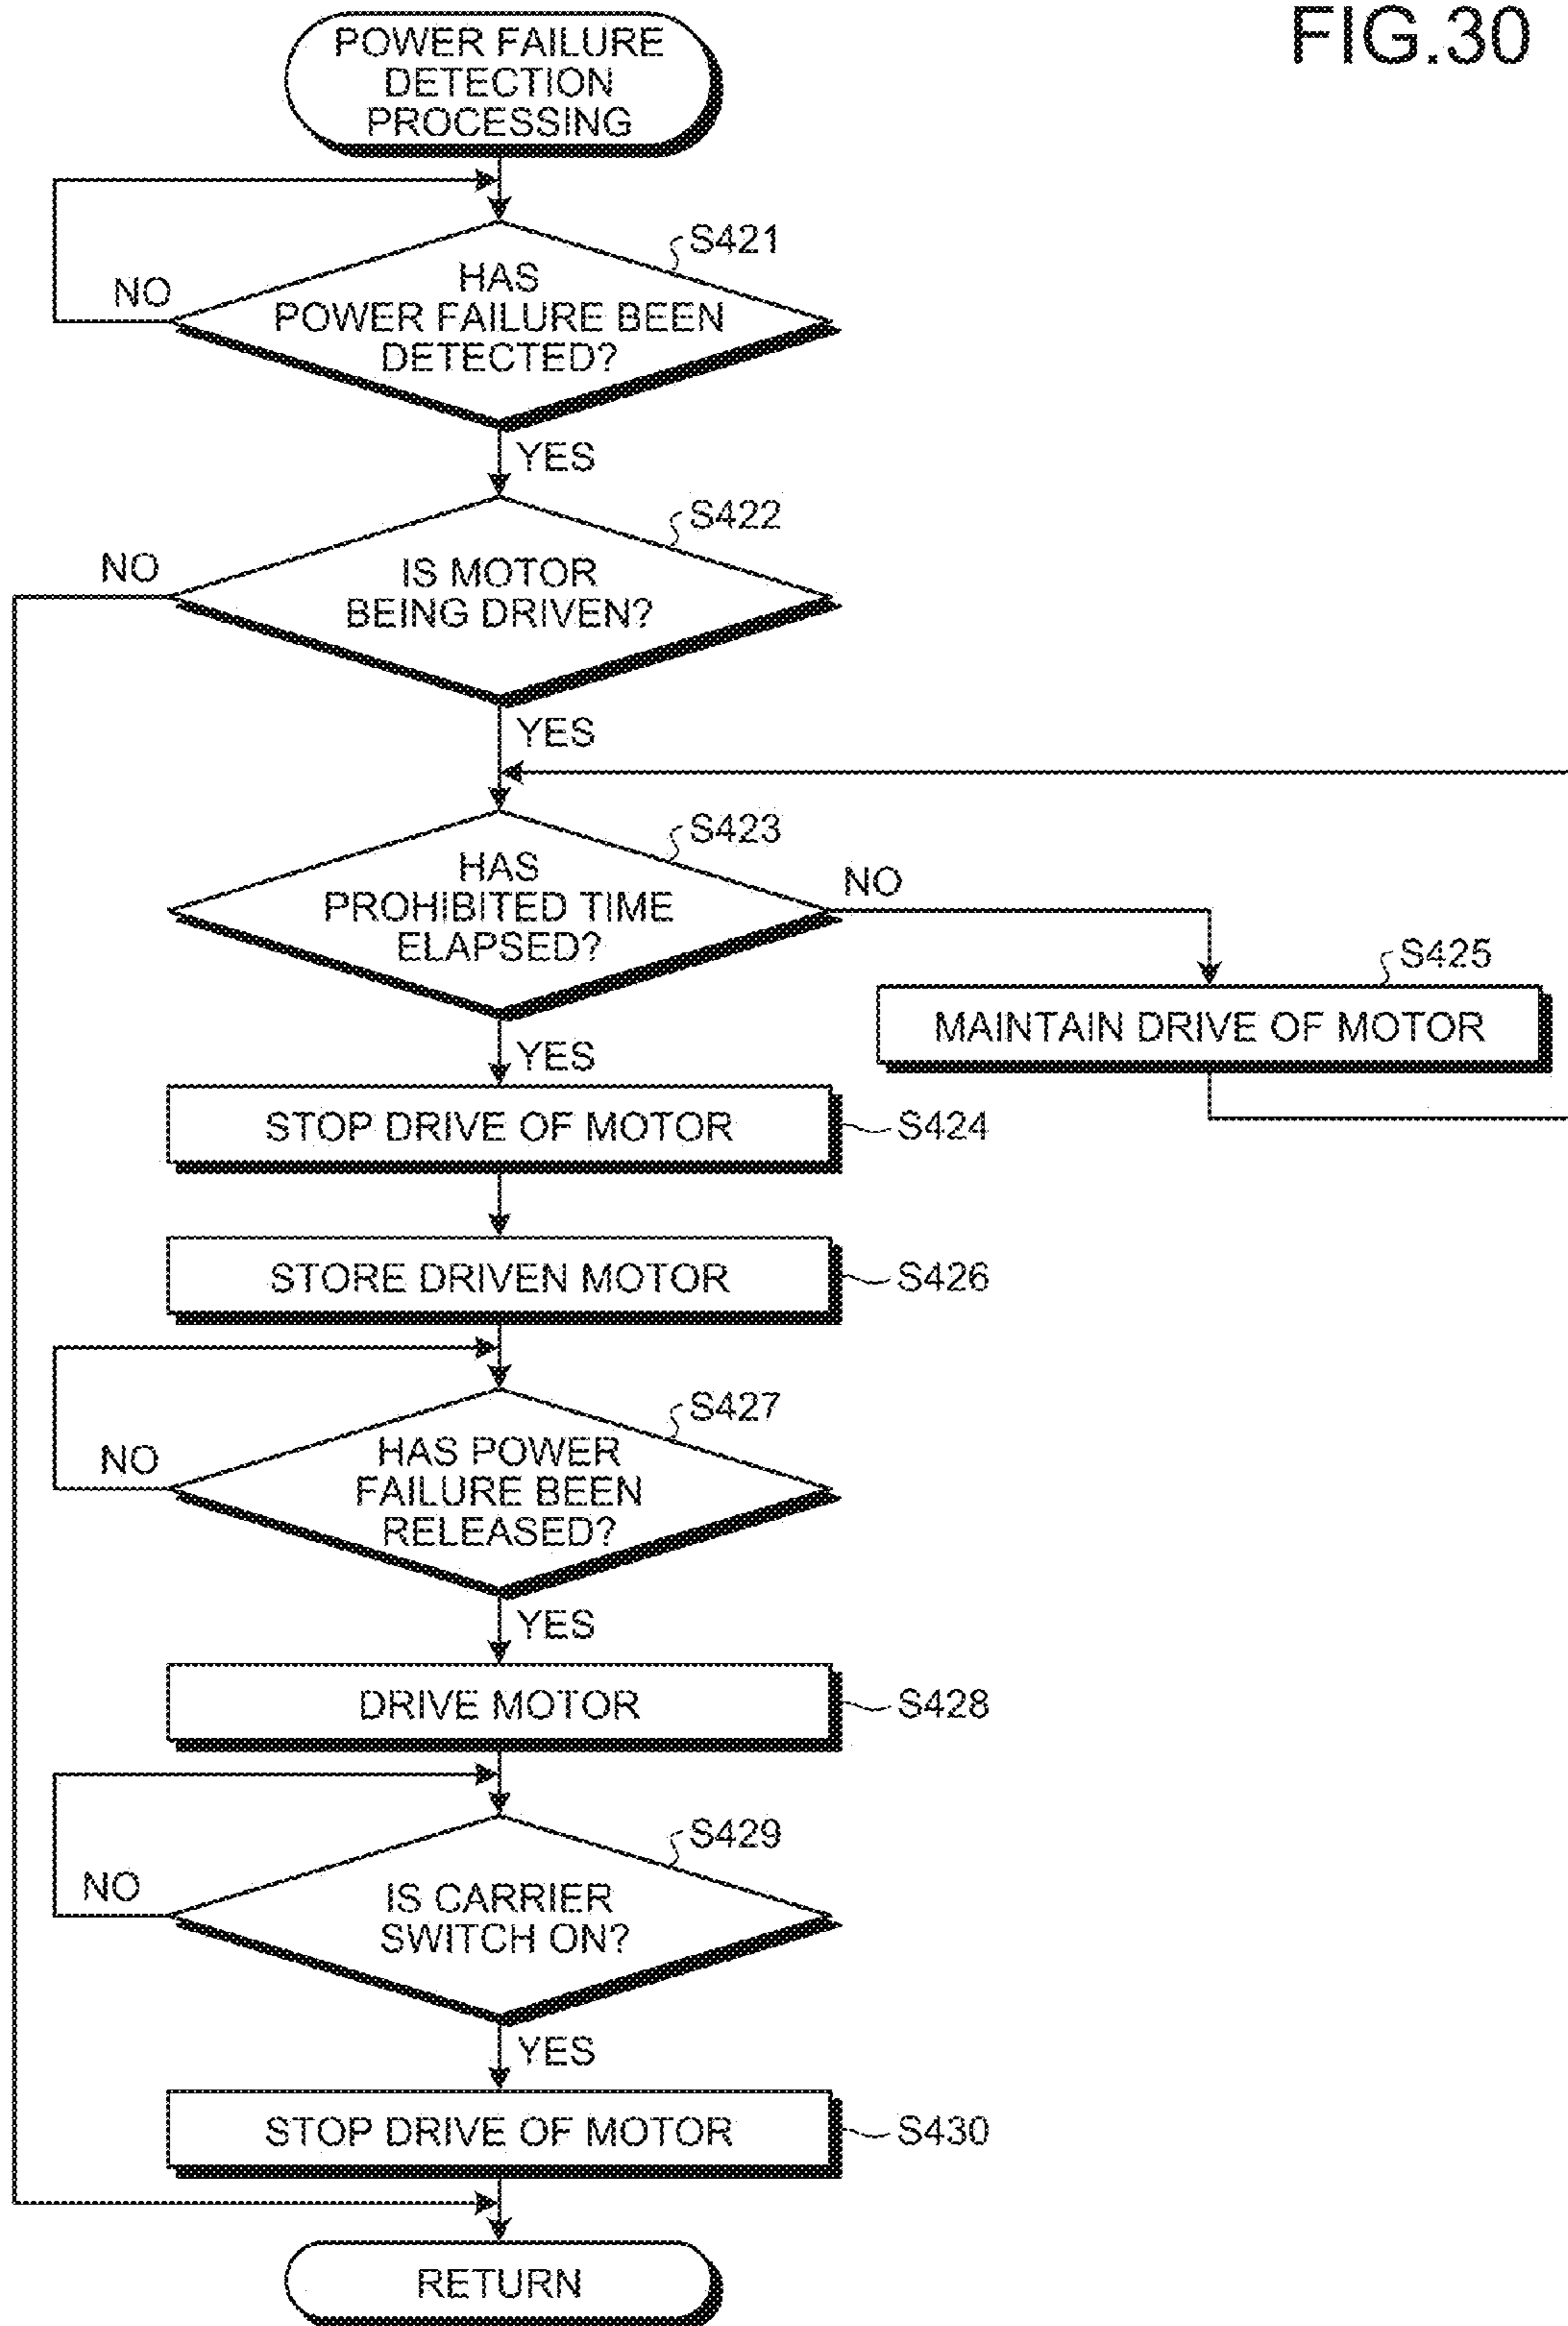 FIG.30
POWER FAILURE
DETECTION
PROCESSING
S421
NO
HAS
POWER FAILURE BEEN
DETECTED?
YES
S422
NO
IS MOTOR
BEING DRIVEN?
YES
S423
HAS
PROHIBITED TIME
ELAPSED?
NO
S425
MAINTAIN DRIVE OF MOTOR
YES
STOP DRIVE OF MOTOR
S424
STORE DRIVEN MOTOR
S426
S427
NO
HAS POWER
FAILURE BEEN
RELEASED?
YES
DRIVE MOTOR
S428
S429
NO
IS CARRIER
SWITCH ON?
YES
STOP DRIVE OF MOTOR
S430
RETURN